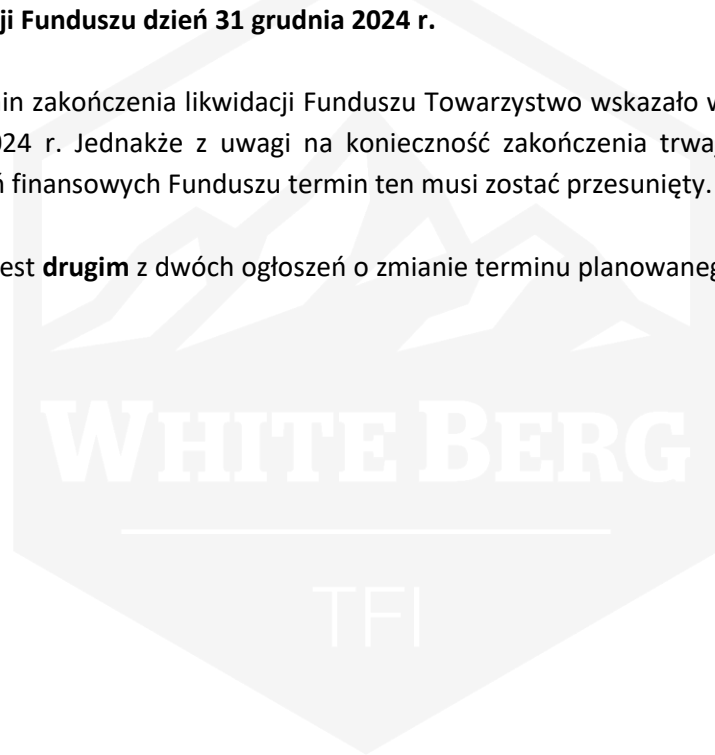 ji Funduszu dzień 31 grudnia 2024 r.
in zakończenia likwidacji Funduszu Towarzystwo wskazało w
24 r. Jednakże z uwagi na konieczność zakończenia trwa
finansowych Funduszu termin ten musi zostać przesunięty.
est drugim z dwóch ogłoszeń o zmianie terminu planowaneg
WHITE BERG
TFI